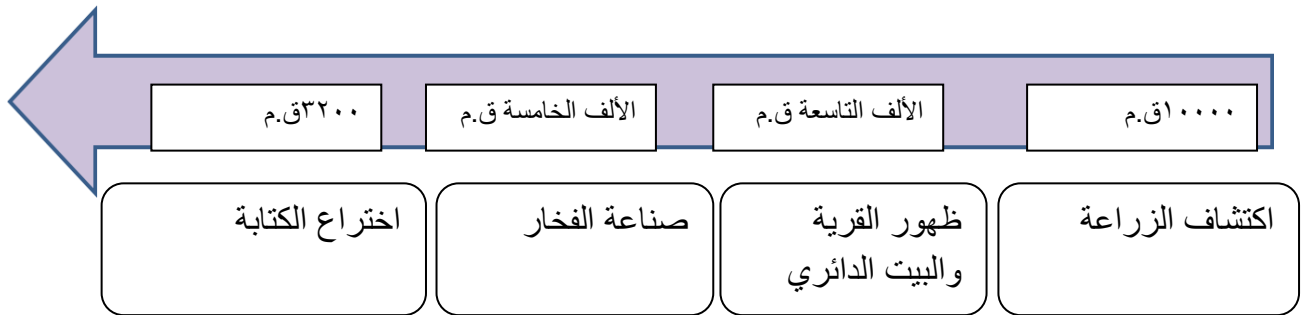 ١٠٠٠٠ق.م
الألف التاسعة ق.م
الألف الخامسة ق.م
٣٢٠٠ق.م
اكتشاف الزراعة
ظهور القرية
والبيت الدائري
صناعة الفخار
اختراع الكتابة